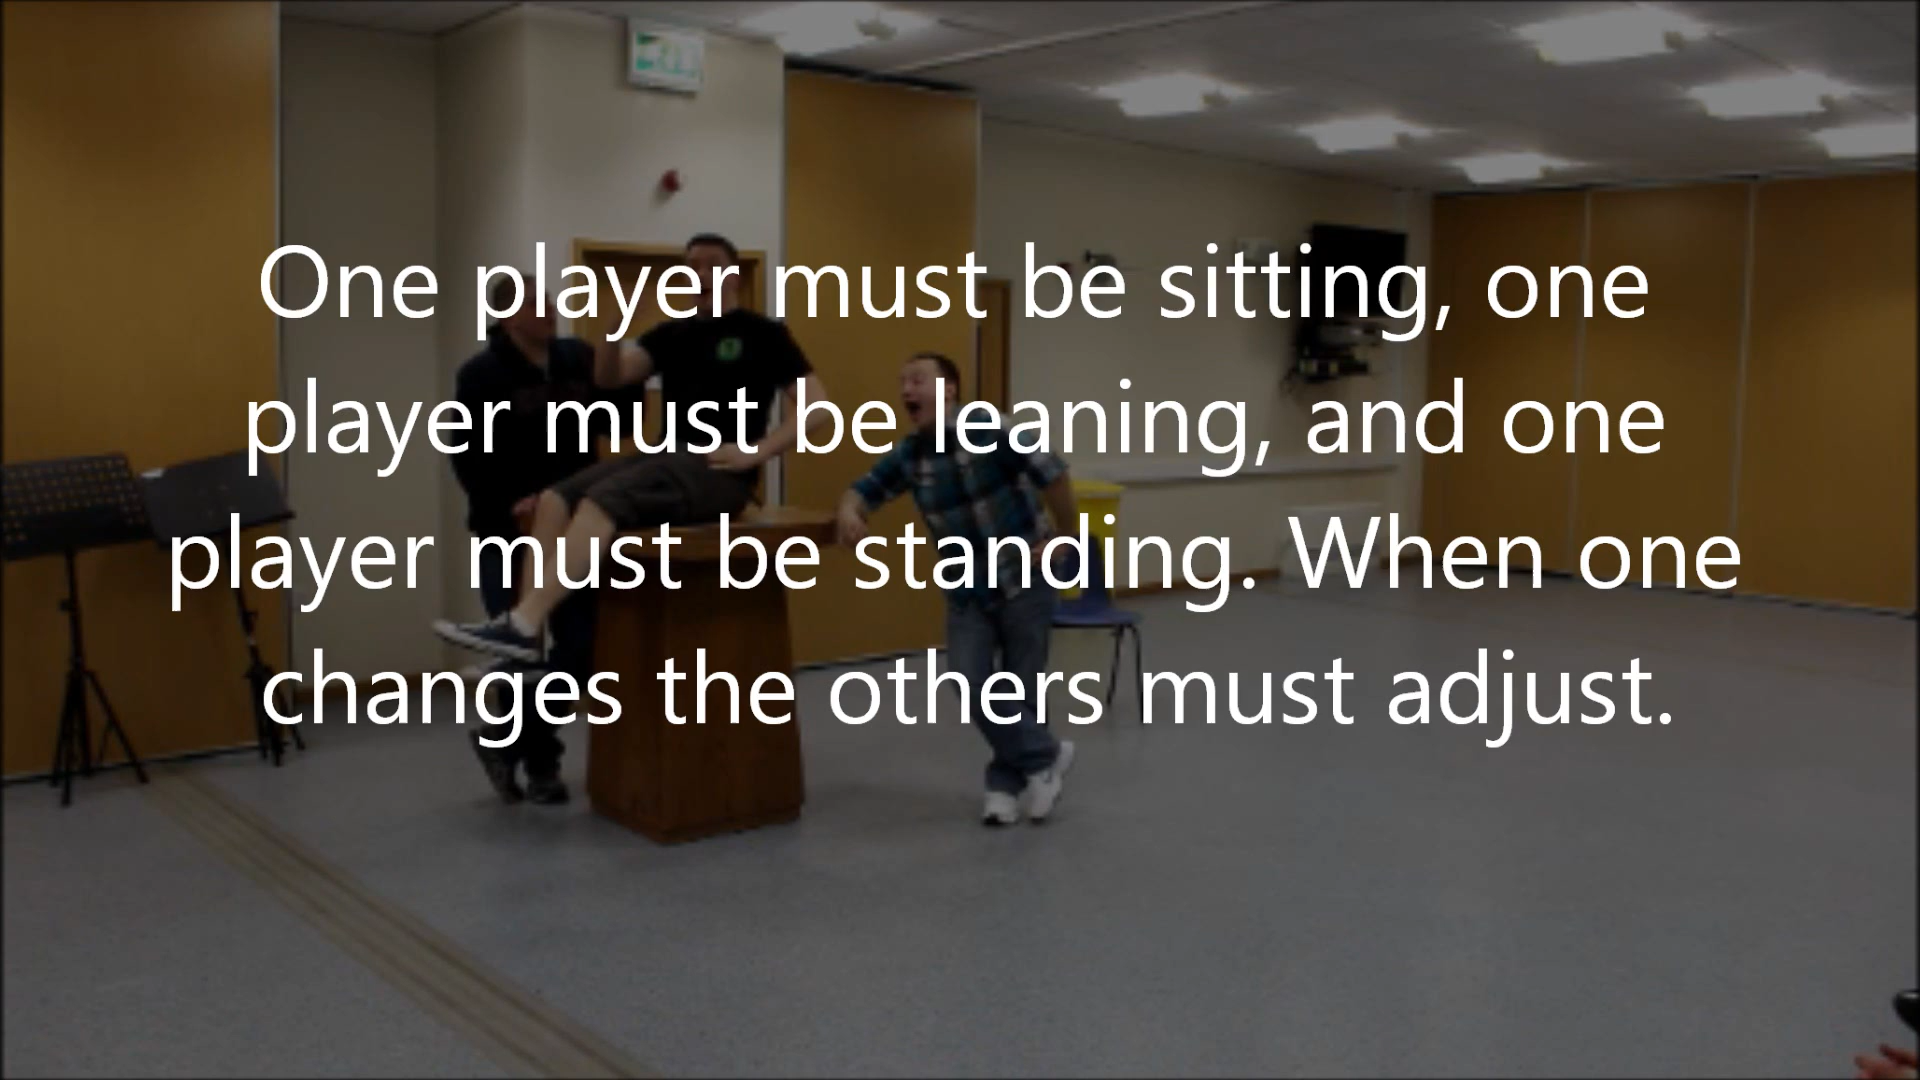 One player must be sitting, one
player must be leaning, and one
player must be standing. When one
changes the others must adjust.